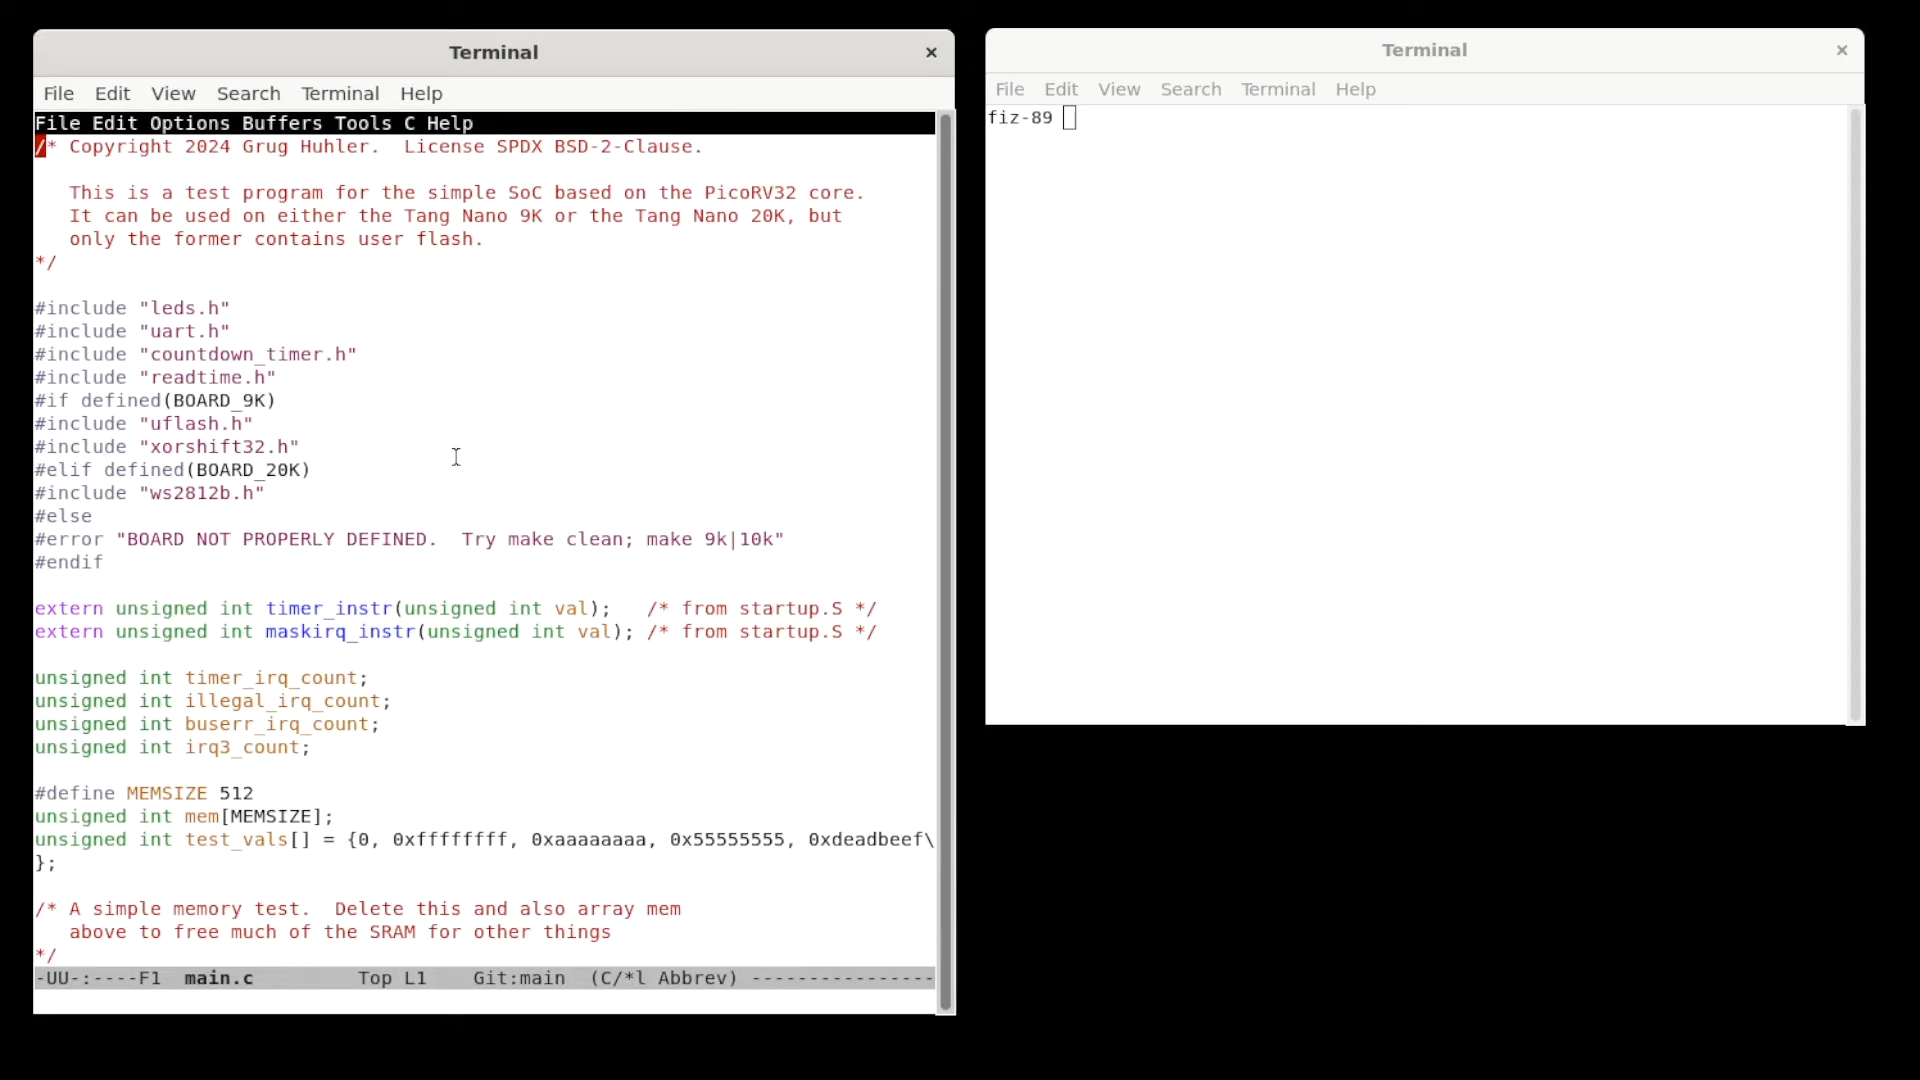 Terminal ×
File Edit View Search Terminal Help
File Edit Options Buffers Tools C Help
/* Copyright 2024 Grug Huhler.  License SPDX BSD-2-Clause.
   This is a test program for the simple SoC based on the PicoRV32 core.
   It can be used on either the Tang Nano 9K or the Tang Nano 20K, but
   only the former contains user flash.
*/
#include "leds.h"
#include "uart.h"
#include "countdown_timer.h"
#include "readtime.h"
#if defined(BOARD_9K)
#include "uflash.h"
#include "xorshift32.h"
#elif defined(BOARD_20K)
#include "ws2812b.h"
#else
#error "BOARD NOT PROPERLY DEFINED.  Try make clean; make 9k|10k"
#endif
extern unsigned int timer_instr(unsigned int val);   /* from startup.S */
extern unsigned int maskirq_instr(unsigned int val); /* from startup.S */
unsigned int timer_irq_count;
unsigned int illegal_irq_count;
unsigned int buserr_irq_count;
unsigned int irq3_count;
#define MEMSIZE 512
unsigned int mem[MEMSIZE];
unsigned int test_vals[] = {0, 0xffffffff, 0xaaaaaaaa, 0x55555555, 0xdeadbeef\
};
/* A simple memory test.  Delete this and also array mem
   above to free much of the SRAM for other things
*/
-UU-:----F1  main.c         Top L1    Git:main  (C/*l Abbrev) ----------------
Terminal ×
File Edit View Search Terminal Help
fiz-89